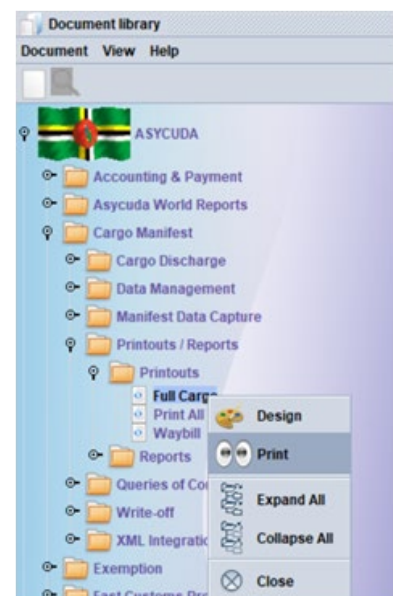 Document library
Document View Help
ASYCUDA
Accounting & Payment
Asycuda World Reports
Cargo Manifest
Cargo Discharge
Data Management
Manifest Data Capture
Printouts / Reports
Printouts
Full Cargo
Print All
Waybill
Reports
Queries of Co
Write-off
XML Integratio
Exemption
Design
Print
Expand All
Collapse All
Close